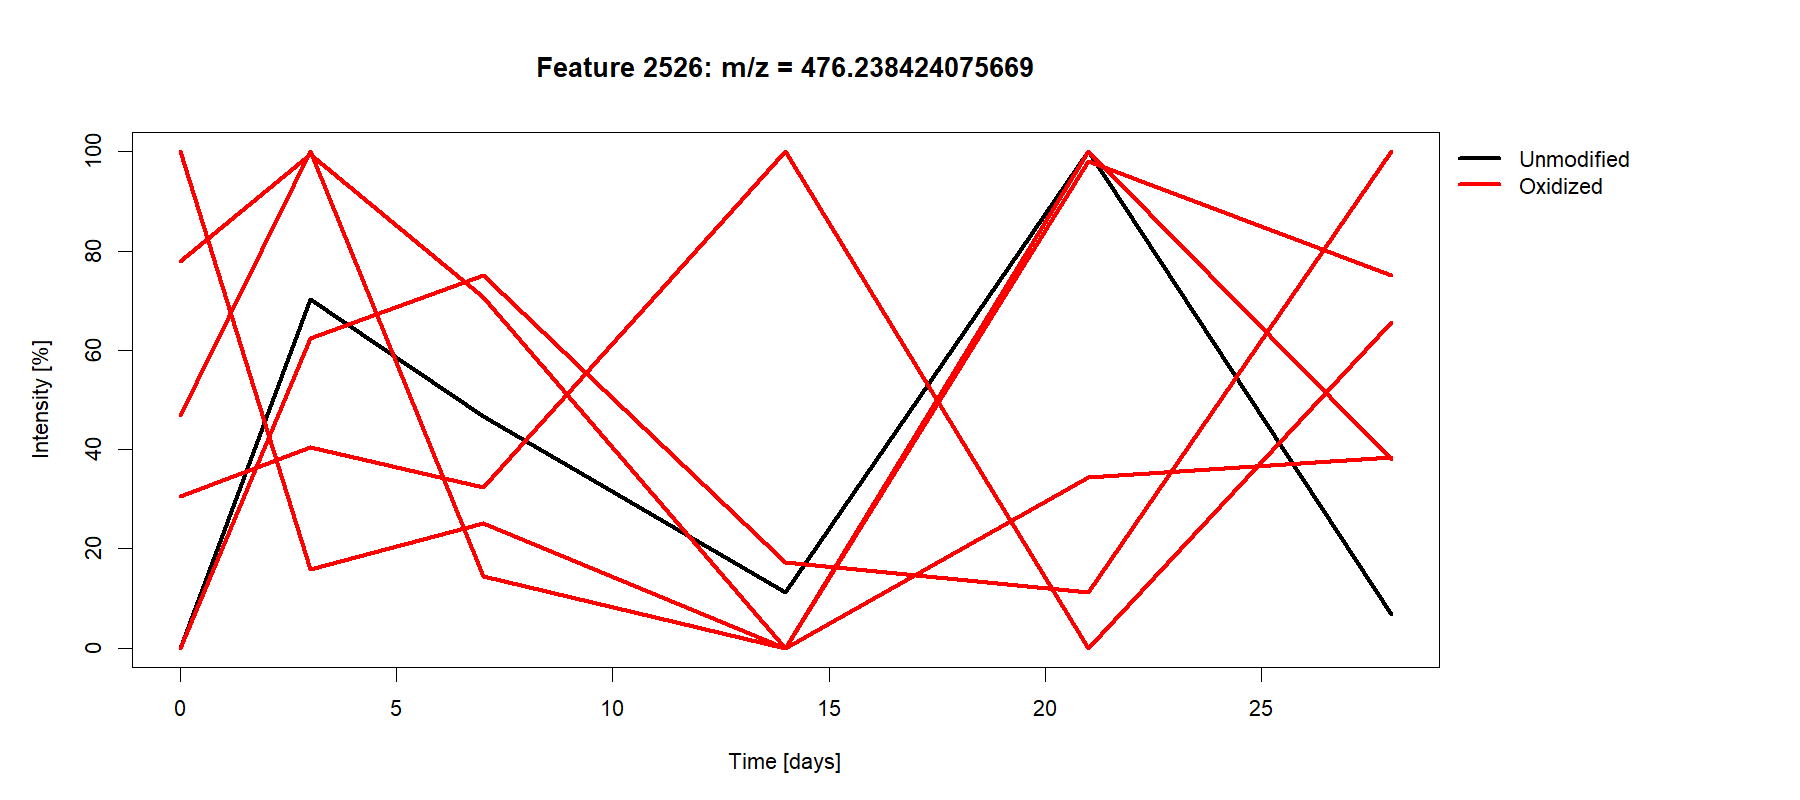 Feature 2526: m/z = 476.238424075669
Unmodified
Oxidized
100
80
60
40
20
0
Intensity [%]
0 5 10 15 20 25
Time [days]